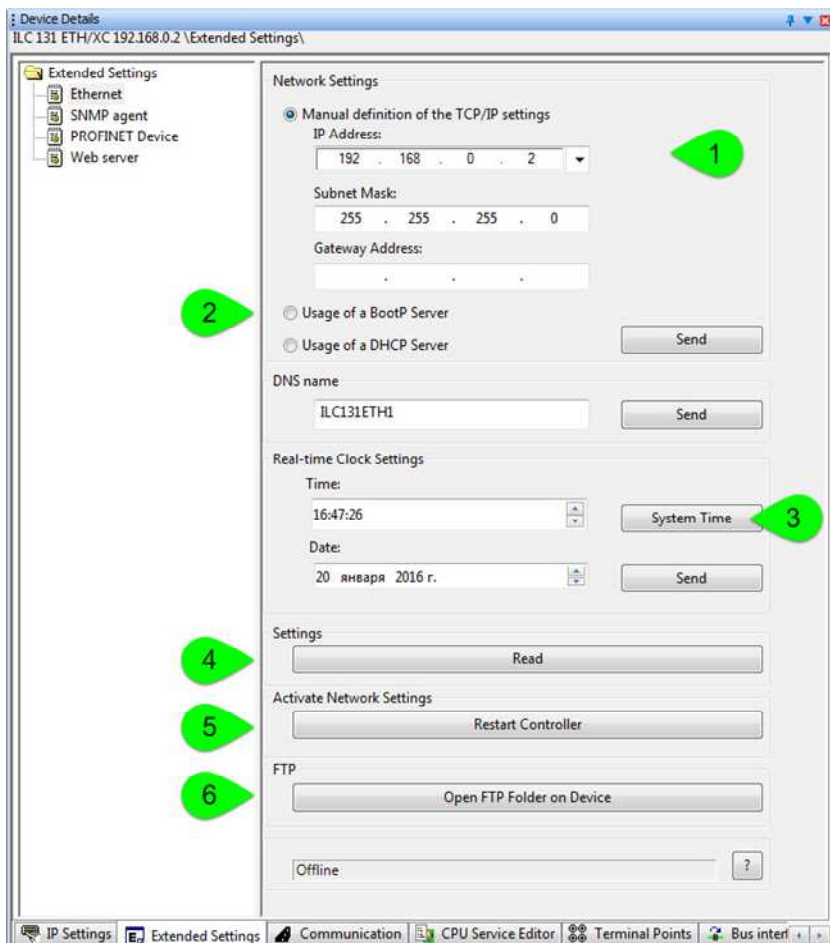 Device Details
ILC 131 ETH/XC 192.168.0.2 \Extended Settings\
Extended Settings
Ethernet
SNMP agent
PROFINET Device
Web server
Network Settings
Manual definition of the TCP/IP settings
IP Address:
192 . 168 . 0 . 2
1
Subnet Mask:
255 . 255 . 255 . 0
Gateway Address:
. . .
2
Usage of a BootP Server
Usage of a DHCP Server
Send
DNS name
ILC131ETH1
Send
Real-time Clock Settings
Time:
16:47:26
System Time
3
Date:
20 января 2016 г.
Send
Settings
4
Read
Activate Network Settings
5
Restart Controller
FTP
6
Open FTP Folder on Device
Offline
?
IP Settings Extended Settings Communication CPU Service Editor Terminal Points Bus interf